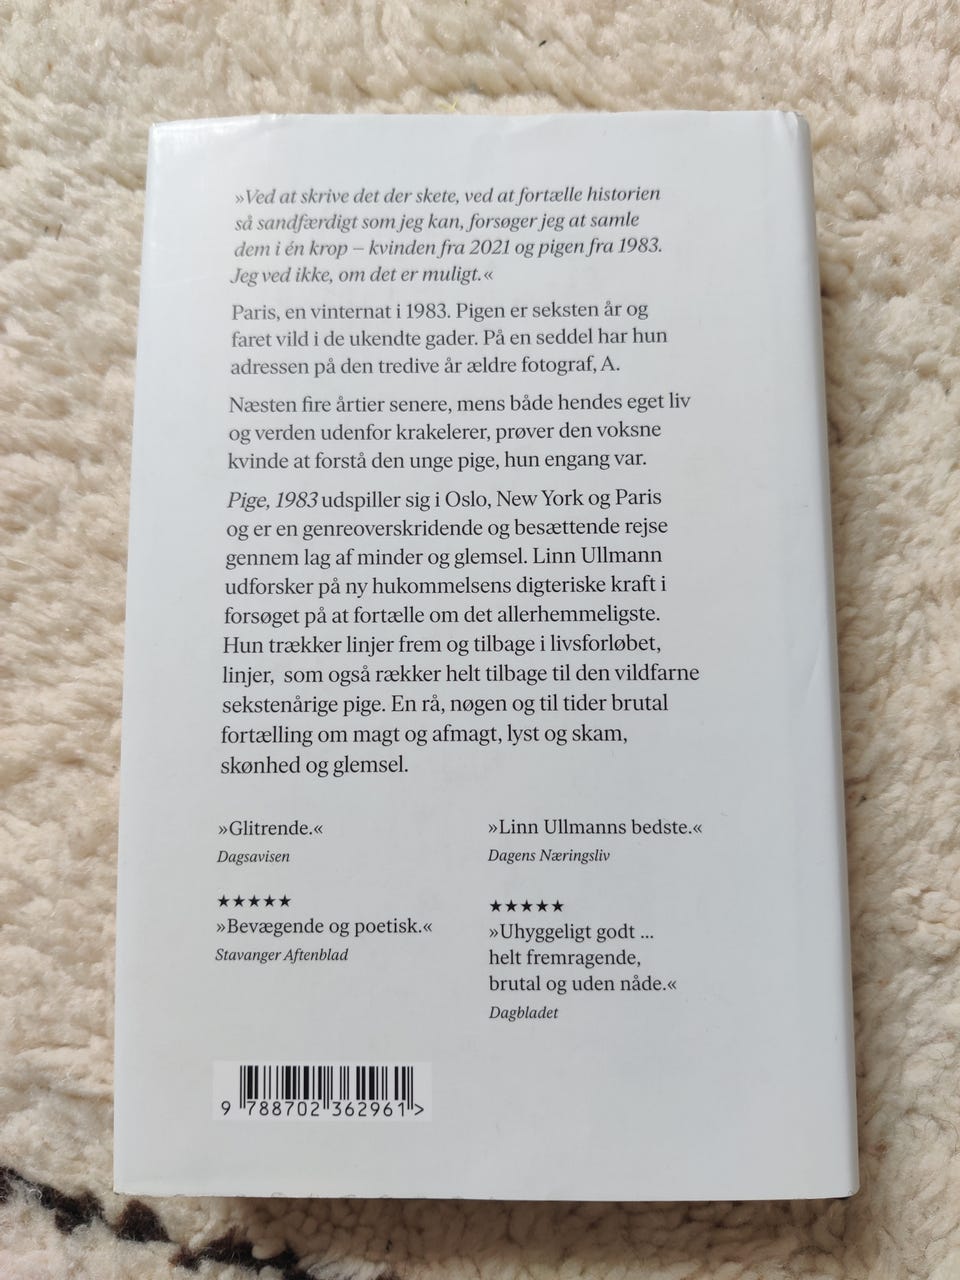 »Ved at skrive det der skete, ved at fortælle historien
så sandfærdigt som jeg kan, forsøger jeg at samle
dem i én krop – kvinden fra 2021 og pigen fra 1983.
Jeg ved ikke, om det er muligt.«
Paris, en vinternat i 1983. Pigen er seksten år og
faret vild i de ukendte gader. På en seddel har hun
adressen på den tredive år ældre fotograf, A.
Næsten fire årtier senere, mens både hendes eget liv
og verden udenfor krakelerer, prøver den voksne
kvinde at forstå den unge pige, hun engang var.
Pige, 1983 udspiller sig i Oslo, New York og Paris
og er en genreoverskridende og besættende rejse
gennem lag af minder og glemsel. Linn Ullmann
udforsker på ny hukommelsens digteriske kraft i
forsøget på at fortælle om det allerhemmeligste.
Hun trækker linjer frem og tilbage i livsforløbet,
linjer, som også rækker helt tilbage til den vildfarne
sekstenårige pige. En rå, nøgen og til tider brutal
fortælling om magt og afmagt, lyst og skam,
skønhed og glemsel.
»Glitrende.«
Dagsavisen
★★★★★
»Bevægende og poetisk.«
Stavanger Aftenblad
»Linn Ullmanns bedste.«
Dagens Næringsliv
★★★★★
»Uhyggeligt godt ...
helt fremragende,
brutal og uden nåde.«
Dagbladet
9 788702 362961 >